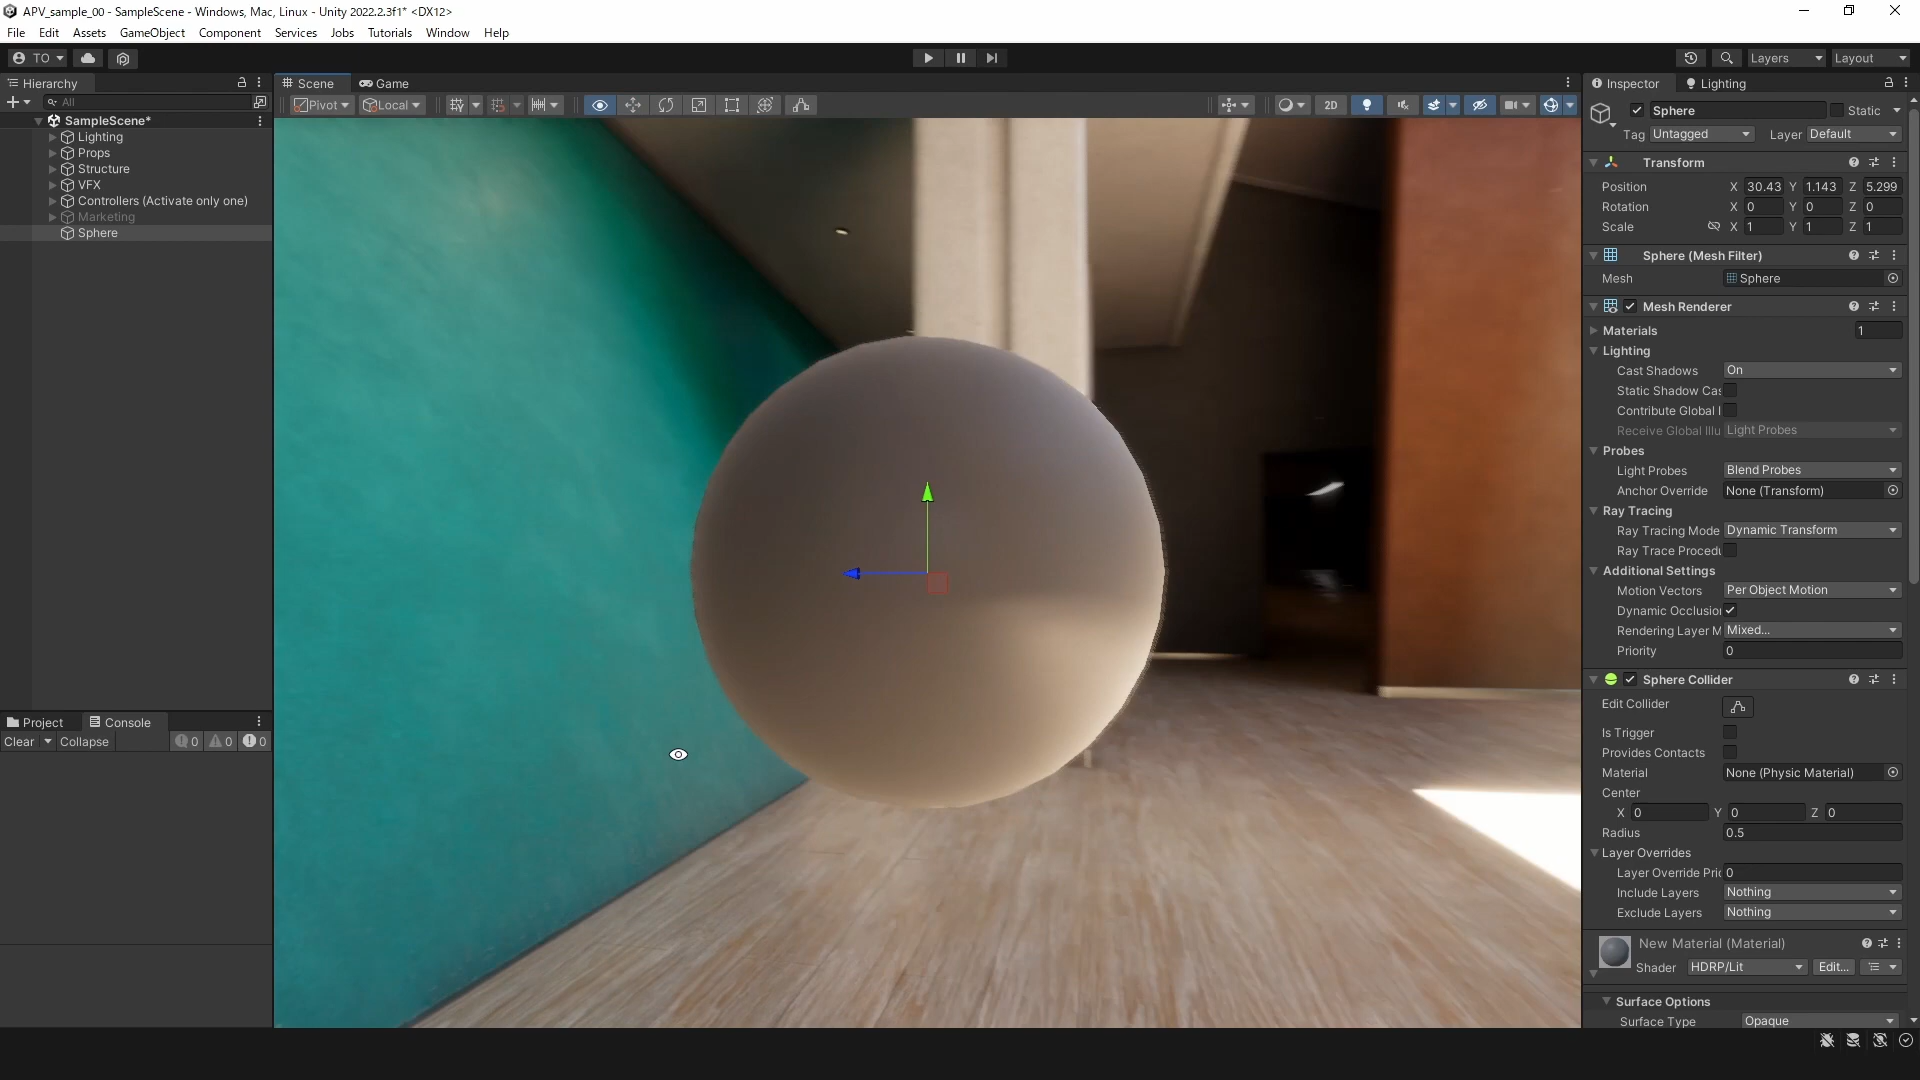 APV_sample_00 - SampleScene - Windows, Mac, Linux - Unity 2022.2.3f1* <DX12>
File Edit Assets GameObject Component Services Jobs Tutorials Window Help
TO Layers Layout
Hierarchy
All
SampleScene*
Lighting
Props
Structure
VFX
Controllers (Activate only one)
Marketing
Sphere
Project Console
Clear Collapse 0 0 0
Scene Game
Pivot Local 2D
Inspector Lighting
Sphere Static
Tag Untagged Layer Default
Transform
Position X 30.43 Y 1.143 Z 5.299
Rotation X 0 Y 0 Z 0
Scale X 1 Y 1 Z 1
Sphere (Mesh Filter)
Mesh Sphere
Mesh Renderer
Materials 1
Lighting
Cast Shadows On
Static Shadow Cas
Contribute Global I
Receive Global Illu Light Probes
Probes
Light Probes Blend Probes
Anchor Override None (Transform)
Ray Tracing
Ray Tracing Mode Dynamic Transform
Ray Trace Procedu
Additional Settings
Motion Vectors Per Object Motion
Dynamic Occlusion
Rendering Layer M Mixed...
Priority 0
Sphere Collider
Edit Collider
Is Trigger
Provides Contacts
Material None (Physic Material)
Center
X 0 Y 0 Z 0
Radius 0.5
Layer Overrides
Layer Override Pric 0
Include Layers Nothing
Exclude Layers Nothing
New Material (Material)
Shader HDRP/Lit Edit...
Surface Options
Surface Type Opaque